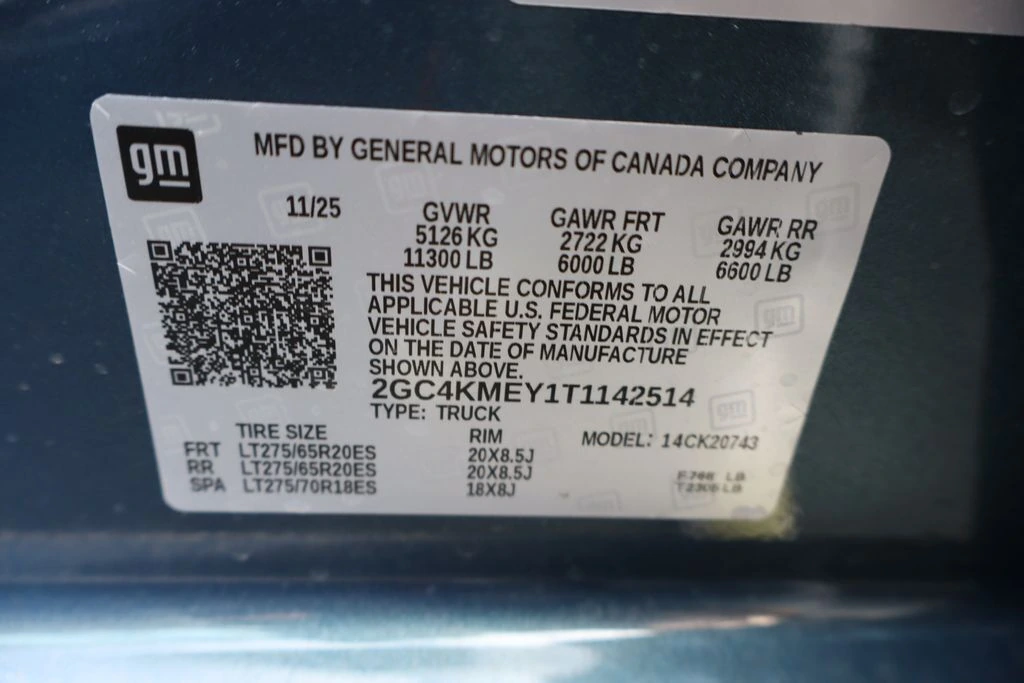 gm
MFD BY GENERAL MOTORS OF CANADA COMPANY
11/25
GVWR
5126 KG
11300 LB
GAWR FRT
2722 KG
6000 LB
GAWR RR
2994 KG
6600 LB
THIS VEHICLE CONFORMS TO ALL
APPLICABLE U.S. FEDERAL MOTOR
VEHICLE SAFETY STANDARDS IN EFFECT
ON THE DATE OF MANUFACTURE
SHOWN ABOVE.
2GC4KMEY1T1142514
TYPE: TRUCK
TIRE SIZE RIM MODEL: 14CK20743
FRT LT275/65R20ES 20X8.5J
RR LT275/65R20ES 20X8.5J
SPA LT275/70R18ES 18X8J
LB
LB